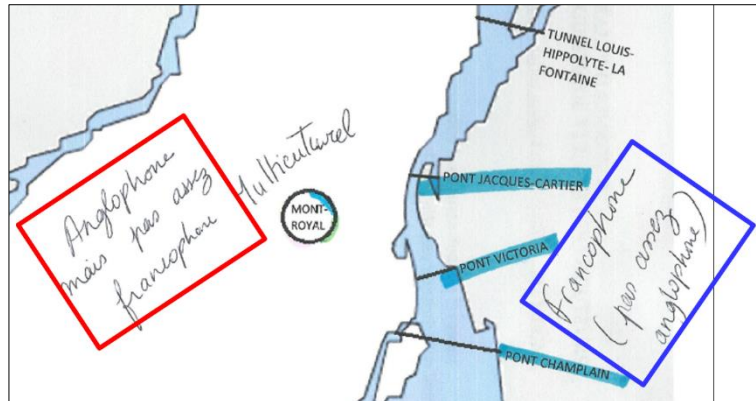 TUNNEL LOUIS-
HIPPOLYTE- LA
FONTAINE
Anglophone
mais pas assez
francophone
Multicuturel
MONT-
ROYAL
PONT JACQUES-CARTIER
PONT VICTORIA
PONT CHAMPLAIN
Francophone
(pas assez
anglophone)